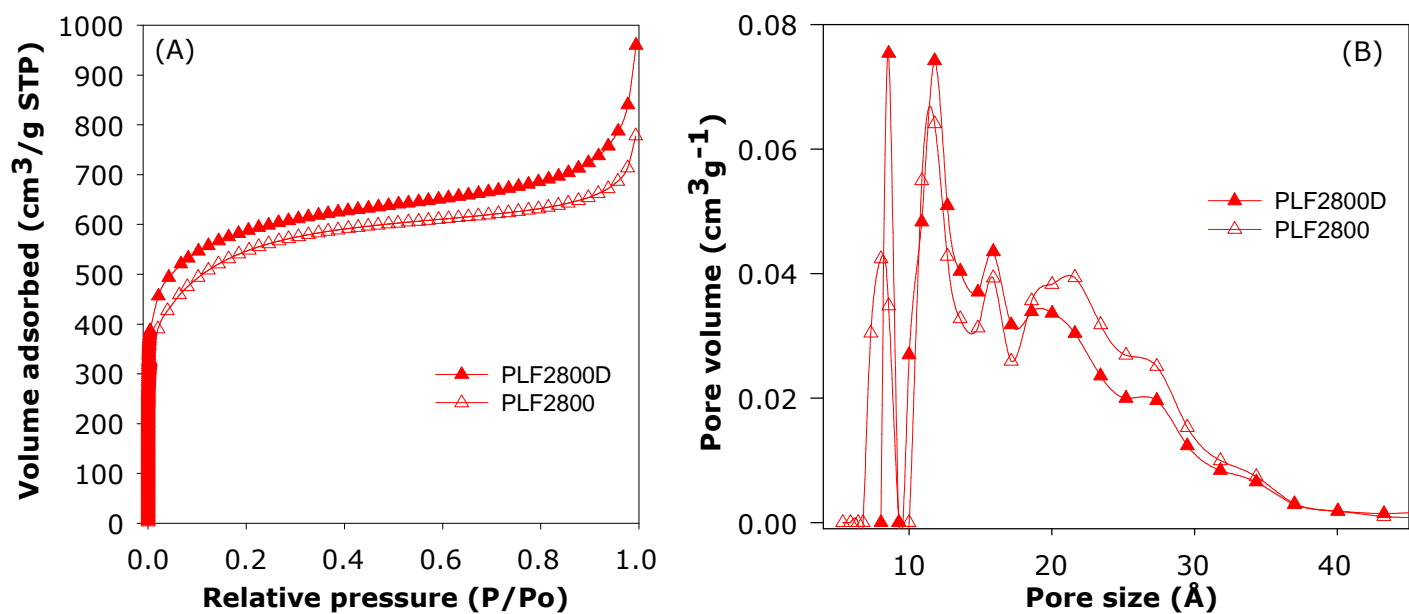 (A)
Volume adsorbed (cm³/g STP)
1000
900
800
700
600
500
400
300
200
100
0
PLF2800D
PLF2800
0.0
0.2
0.4
0.6
0.8
1.0
Relative pressure (P/Po)
(B)
Pore volume (cm³g⁻¹)
0.08
0.06
0.04
0.02
0.00
PLF2800D
PLF2800
10
20
30
40
Pore size (Å)